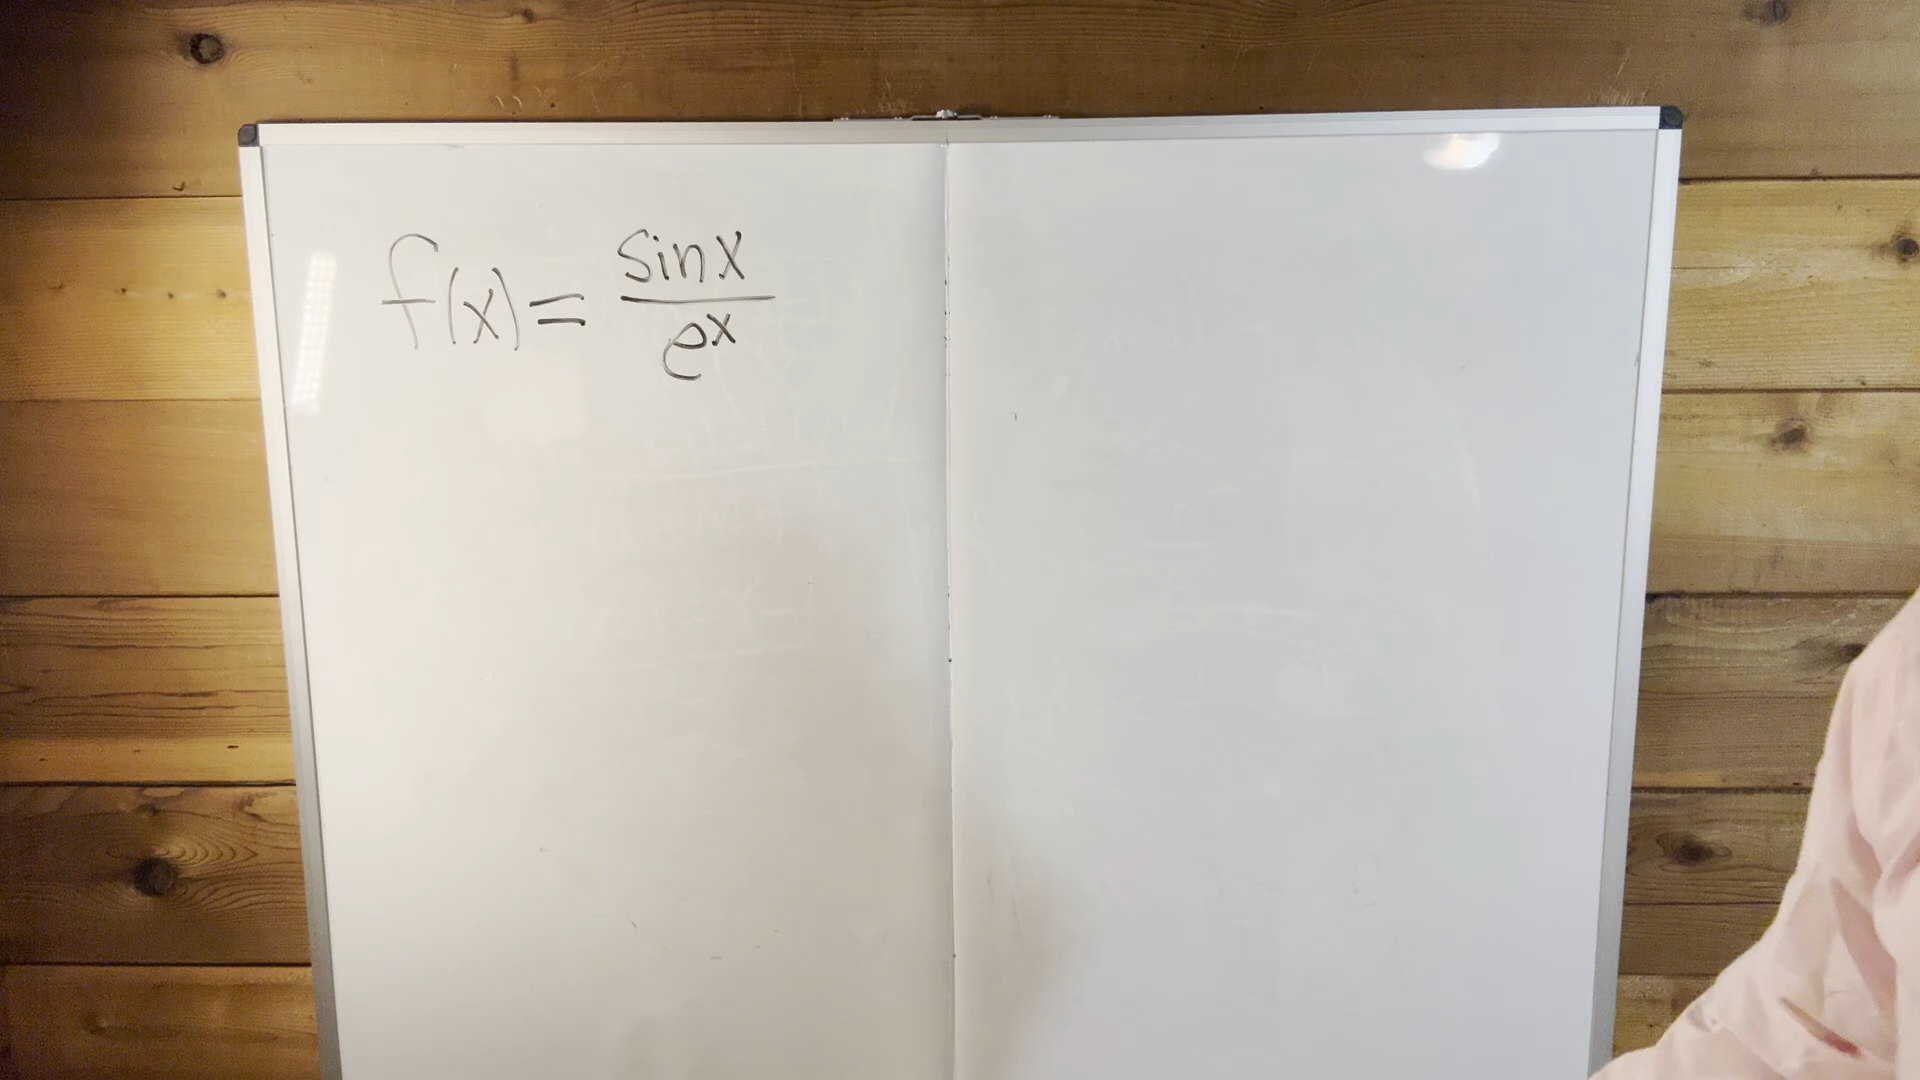 f(x) = sinx / e^x